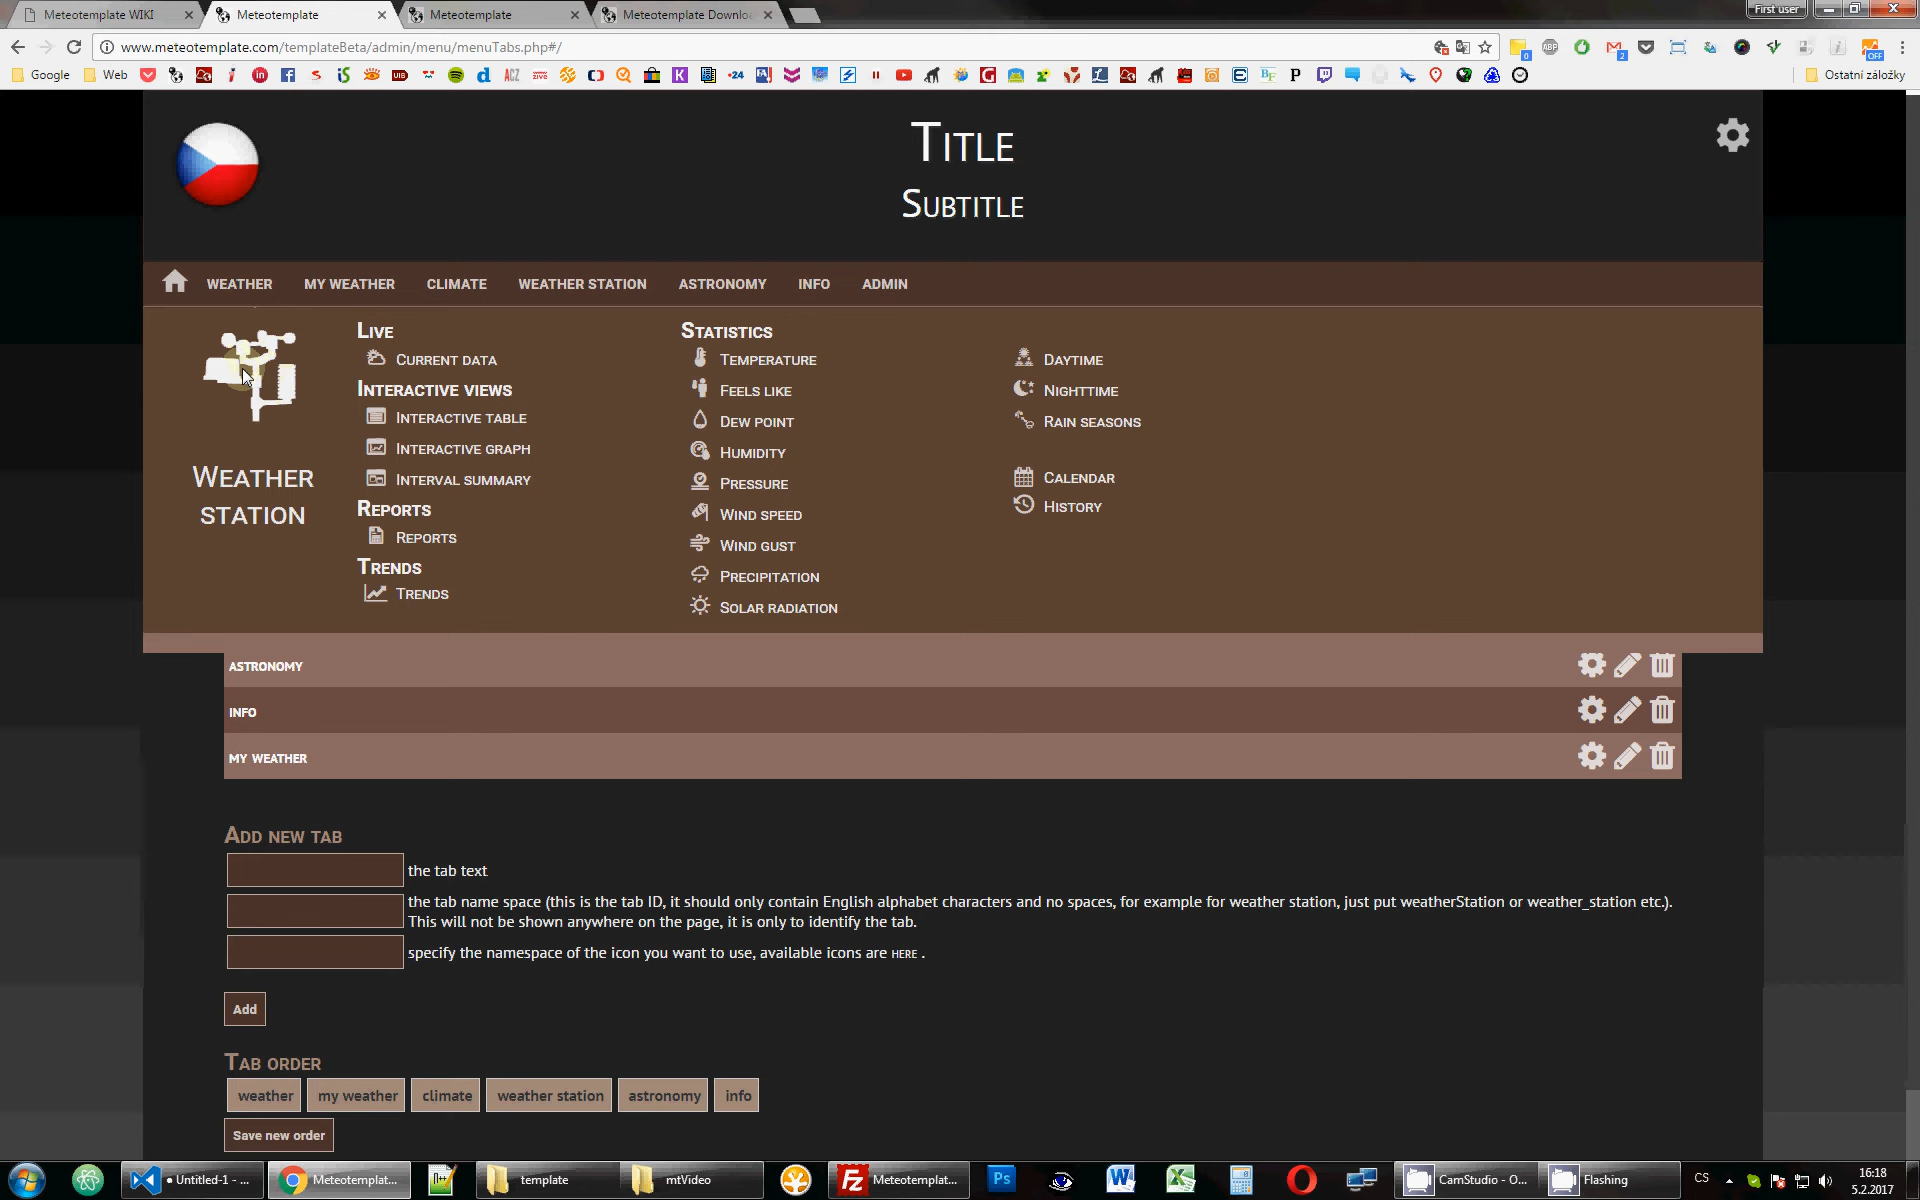 Meteotemplate WIKI
Meteotemplate
Meteotemplate
Meteotemplate Downloa
First user
www.meteotemplate.com/templateBeta/admin/menu/menuTabs.php#/
Google
Web
Ostatní záložky
TITLE
SUBTITLE
WEATHER
MY WEATHER
CLIMATE
WEATHER STATION
ASTRONOMY
INFO
ADMIN
WEATHER
STATION
LIVE
CURRENT DATA
INTERACTIVE VIEWS
INTERACTIVE TABLE
INTERACTIVE GRAPH
INTERVAL SUMMARY
REPORTS
REPORTS
TRENDS
TRENDS
STATISTICS
TEMPERATURE
FEELS LIKE
DEW POINT
HUMIDITY
PRESSURE
WIND SPEED
WIND GUST
PRECIPITATION
SOLAR RADIATION
DAYTIME
NIGHTTIME
RAIN SEASONS
CALENDAR
HISTORY
ASTRONOMY
INFO
MY WEATHER
ADD NEW TAB
the tab text
the tab name space (this is the tab ID, it should only contain English alphabet characters and no spaces, for example for weather station, just put weatherStation or weather_station etc.).
This will not be shown anywhere on the page, it is only to identify the tab.
specify the namespace of the icon you want to use, available icons are HERE .
Add
TAB ORDER
weather
my weather
climate
weather station
astronomy
info
Save new order
• Untitled-1 - ...
Meteotemplat...
template
mtVideo
Meteotemplat...
CamStudio - O...
Flashing
CS
16:18
5.2.2017